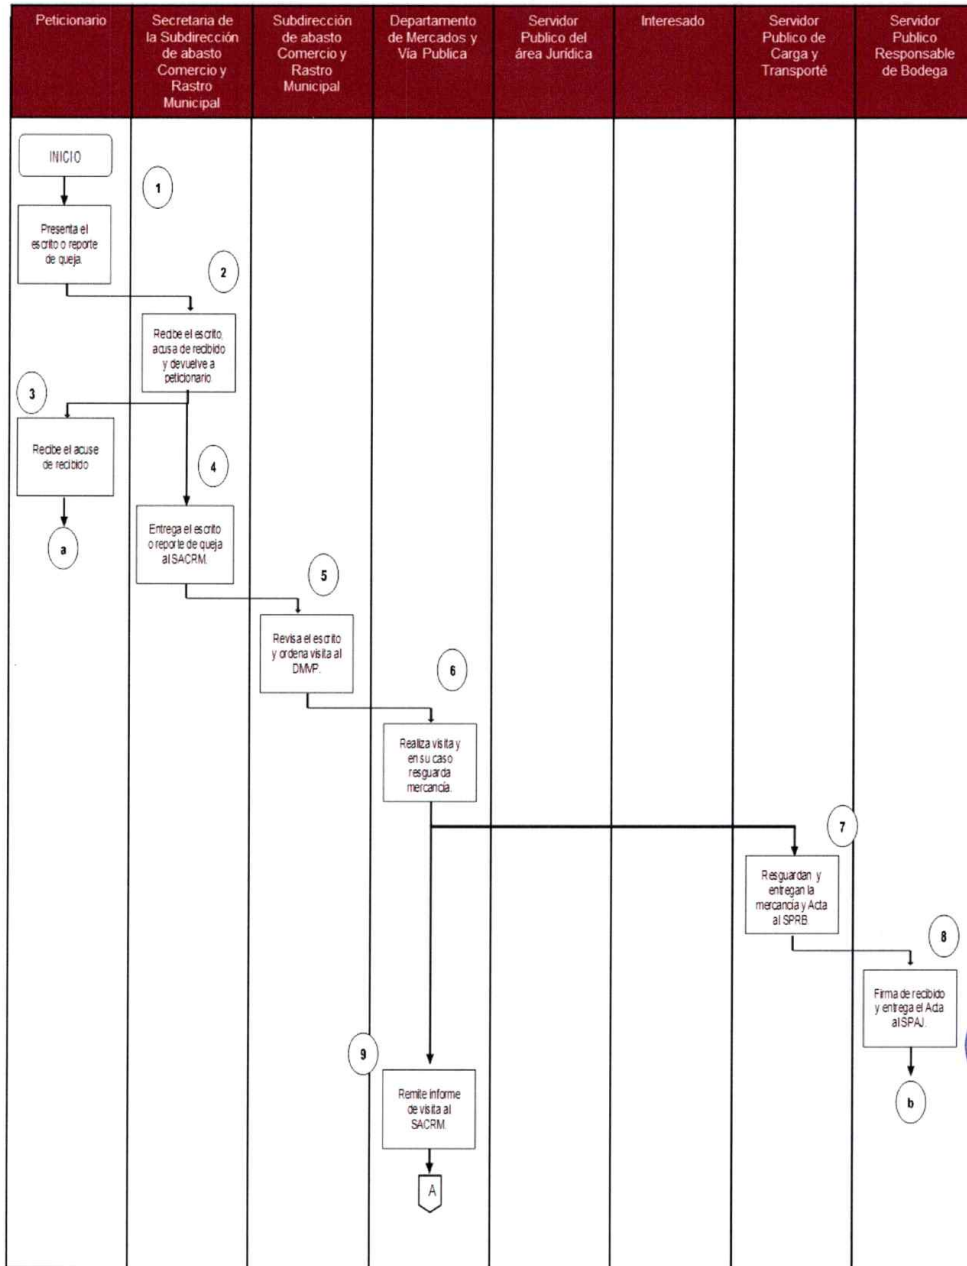 Peticionario
Secretaria de
la Subdirección
de abasto
Comercio y
Rastro
Municipal
Subdirección
de abasto
Comercio y
Rastro
Municipal
Departamento
de Mercados y
Vía Publica
Servidor
Publico del
área Jurídica
Interesado
Servidor
Publico de
Carga y
Transporté
Servidor
Publico
Responsable
de Bodega
INICIO
1
Presenta el
escrito o reporte
de queja.
2
Recibe el escrito,
acusa de recibido
y devuelve a
peticionario
3
Recibe el acuse
de recibido
a
4
Entrega el escrito
o reporte de queja
al SACRM.
5
Revisa el escrito
y ordena visita al
DMVP.
6
Realiza visita y
en su caso
resguarda
mercancía.
7
Resguardan y
entregan la
mercancía y Acta
al SPRB.
8
Firma de recibido
y entrega el Acta
al SPAJ.
b
9
Remite informe
de visita al
SACRM.
A